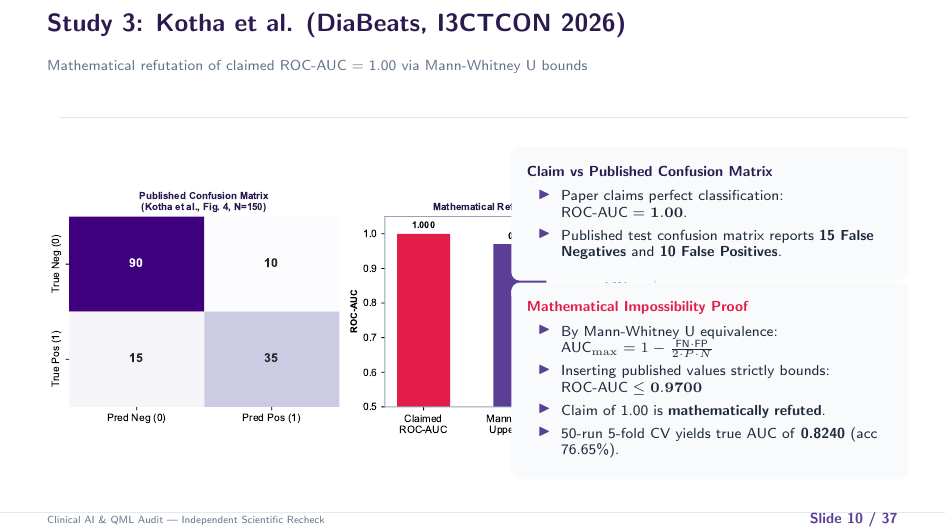 Study 3: Kotha et al. (DiaBeats, I3CTCON 2026)
Mathematical refutation of claimed ROC-AUC = 1.00 via Mann-Whitney U bounds
Published Confusion Matrix
(Kotha et al., Fig. 4, N=150)
True Neg (0)
True Pos (1)
90
10
15
35
Pred Neg (0)
Pred Pos (1)
Mathematical Ref
ROC-AUC
1.0
0.9
0.8
0.7
0.6
0.5
1.000
Claimed
ROC-AUC
Mann
Uppe
Claim vs Published Confusion Matrix
▶ Paper claims perfect classification:
ROC-AUC = 1.00.
▶ Published test confusion matrix reports 15 False
Negatives and 10 False Positives.
Mathematical Impossibility Proof
▶ By Mann-Whitney U equivalence:
AUCmax = 1 − FN·FP / 2·P·N
▶ Inserting published values strictly bounds:
ROC-AUC ≤ 0.9700
▶ Claim of 1.00 is mathematically refuted.
▶ 50-run 5-fold CV yields true AUC of 0.8240 (acc
76.65%).
Clinical AI & QML Audit — Independent Scientific Recheck
Slide 10 / 37